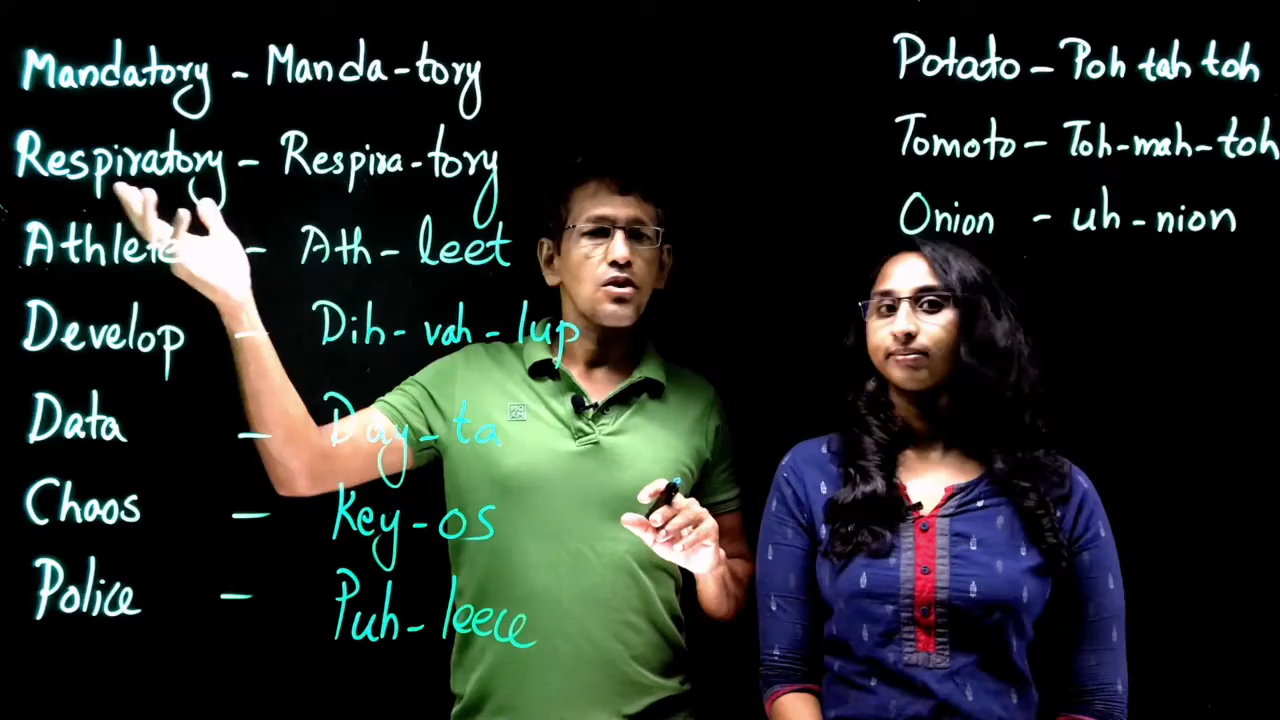 Mandatory - Manda-tory
Respiratory - Respira-tory
Athlete - Ath-leet
Develop - Dih-vah-lup
Data - Day-ta
Chaos - Key-os
Police - Puh-leece
Potato - Poh tah toh
Tomoto - Toh-mah-toh
Onion - uh-nion